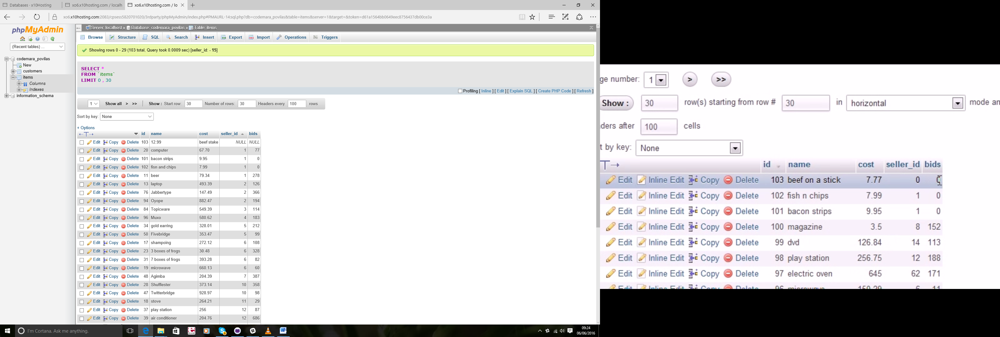 Databases - x10Hosting
xo6.x10hosting.com / localh
xo6.x10hosting.com / lo
xo6.x10hosting.com:2083/cpsess5820701020/3rdparty/phpMyAdmin/index.php#PMAURL-14:sql.php?db=codemara_povilas&table=items&server=1&target=&token=d61a1564bb0649eec8756437db00ce3a
phpMyAdmin
(Recent tables) ...
codemara_povilas
New
customers
items
Columns
Indexes
information_schema
Server: localhost » Database: codemara_povilas » Table: items
Browse Structure SQL Search Insert Export Import Operations Triggers
Showing rows 0 - 29 (103 total, Query took 0.0009 sec) [seller_id: - 15]
SELECT *
FROM `items`
LIMIT 0 , 30
Profiling [ Inline ] [ Edit ] [ Explain SQL ] [ Create PHP Code ] [ Refresh ]
1 Show all > >> Show : Start row: 30 Number of rows: 30 Headers every 100 rows
Sort by key: None
+ Options
←T→ id name cost seller_id bids
Edit Copy Delete 103 12.99 beef stake NULL NULL
Edit Copy Delete 20 computer 67.70 1 77
Edit Copy Delete 101 bacon strips 9.95 1 0
Edit Copy Delete 102 fisn and chips 7.99 1 0
Edit Copy Delete 11 beer 79.34 1 278
Edit Copy Delete 13 laptop 493.39 2 126
Edit Copy Delete 76 Jabbertype 147.49 2 366
Edit Copy Delete 94 Oyope 882.47 2 194
Edit Copy Delete 84 Topicware 549.39 3 114
Edit Copy Delete 96 Muxo 580.62 4 183
Edit Copy Delete 34 gold earring 328.01 5 212
Edit Copy Delete 50 Fivebridge 353.47 5 99
Edit Copy Delete 17 shampoing 272.12 6 108
Edit Copy Delete 23 3 boxes of frogs 30.48 6 328
Edit Copy Delete 31 7 boxes of frogs 393.28 6 82
Edit Copy Delete 19 microwave 660.13 6 60
Edit Copy Delete 48 Agimba 204.39 7 387
Edit Copy Delete 28 Shufflester 373.14 10 358
Edit Copy Delete 47 Twitterbridge 928.97 10 98
Edit Copy Delete 18 stove 264.21 11 29
Edit Copy Delete 37 play station 256 12 87
Edit Copy Delete 39 air conditioner 204.76 12 686
I'm Cortana. Ask me anything.
09:24
06/06/2016
ge number: 1 > >>
Show : 30 row(s) starting from row # 30 in horizontal mode an
ders after 100 cells
t by key: None
T→ id name cost seller_id bids
Edit Inline Edit Copy Delete 103 beef on a stick 7.77 0
Edit Inline Edit Copy Delete 102 fish n chips 7.99 1 0
Edit Inline Edit Copy Delete 101 bacon strips 9.95 1 0
Edit Inline Edit Copy Delete 100 magazine 3.5 8 152
Edit Inline Edit Copy Delete 99 dvd 126.84 14 113
Edit Inline Edit Copy Delete 98 play station 256.75 12 188
Edit Inline Edit Copy Delete 97 electric oven 645 62 171